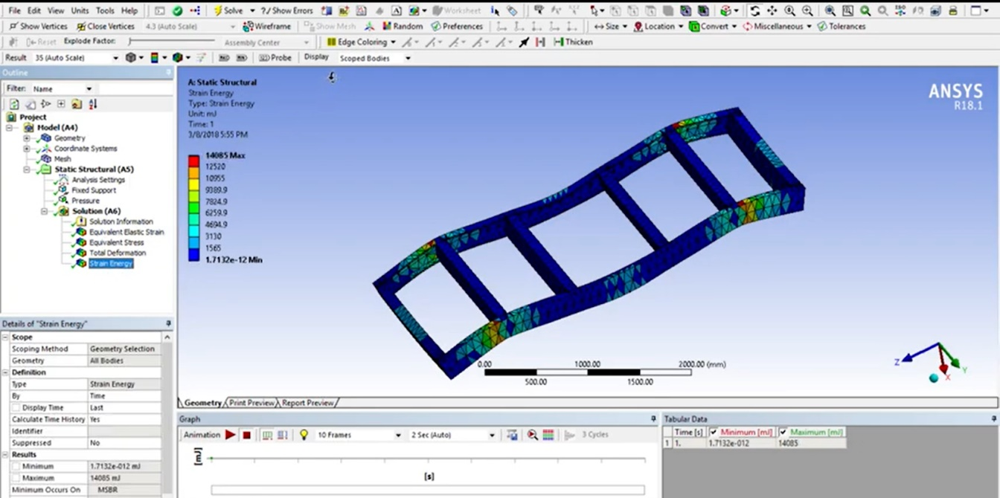 File Edit View Units Tools Help Solve ?/ Show Errors Worksheet
Show Vertices Close Vertices 4.3 (Auto Scale) Wireframe Show Mesh Random Preferences Size Location Convert Miscellaneous Tolerances
Reset Explode Factor: Assembly Center Edge Coloring Thicken
Result 35 (Auto Scale) Probe Display Scoped Bodies
Outline
Filter: Name
Project
Model (A4)
Geometry
Coordinate Systems
Mesh
Static Structural (A5)
Analysis Settings
Fixed Support
Pressure
Solution (A6)
Solution Information
Equivalent Elastic Strain
Equivalent Stress
Total Deformation
Strain Energy
Details of "Strain Energy"
Scope
Scoping Method Geometry Selection
Geometry All Bodies
Definition
Type Strain Energy
By Time
Display Time Last
Calculate Time History Yes
Identifier
Suppressed No
Results
Minimum 1.7132e-012 mJ
Maximum 14085 mJ
Minimum Occurs On MSBR
A: Static Structural
Strain Energy
Type: Strain Energy
Unit: mJ
Time: 1
3/8/2018 5:55 PM
14085 Max
12520
10955
9389.9
7824.9
6259.9
4694.9
3130
1565
1.7132e-12 Min
ANSYS
R18.1
0.00 1000.00 2000.00 (mm)
500.00 1500.00
Z Y X
Geometry Print Preview Report Preview
Graph
Animation 10 Frames 2 Sec (Auto) 3 Cycles
[mJ]
[s]
Tabular Data
Time [s] Minimum [mJ] Maximum [mJ]
1 1. 1.7132e-012 14085